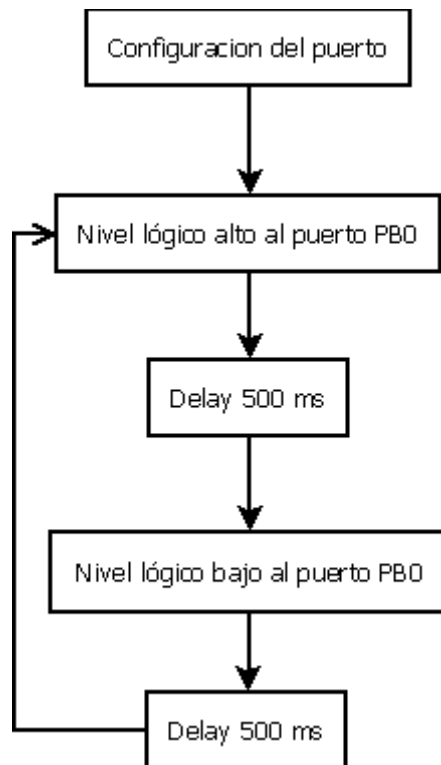 Configuracion del puerto
Nivel lógico alto al puerto PB0
Delay 500 ms
Nivel lógico bajo al puerto PB0
Delay 500 ms